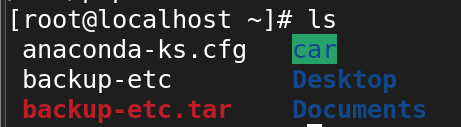 [root@localhost ~]# ls
anaconda-ks.cfg car
backup-etc Desktop
backup-etc.tar Documents